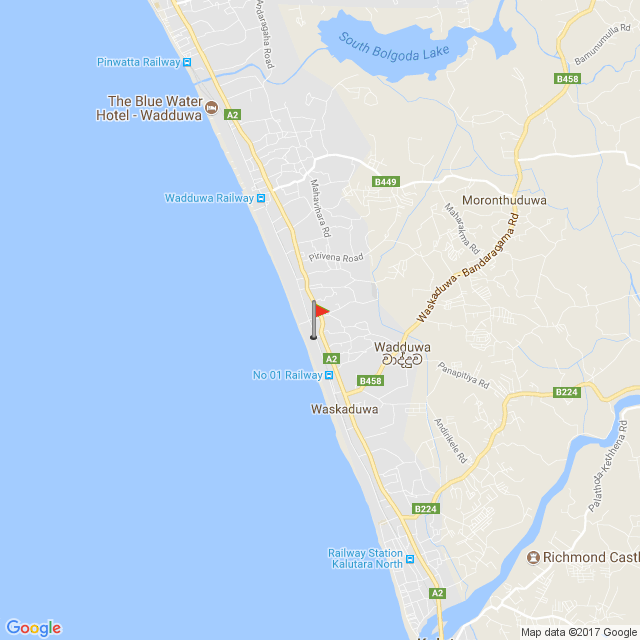 Andaragaha Road
South Bolgoda Lake
Bamunumulla Rd
Pinwatta Railway
B458
The Blue Water
Hotel - Wadduwa
A2
B449
Mahavihara Rd
Wadduwa Railway
Moronthuduwa
Maharakma Rd
Pirivena Road
Waskaduwa - Bandaragama Rd
Wadduwa
වාද්දුව
A2
No 01 Railway
B458
Panapitiya Rd
B224
Waskaduwa
Andirikele Rd
Palathota-Kethhena Rd
B224
Railway Station
Kalutara North
Richmond Castl
A2
Google
Map data ©2017 Google